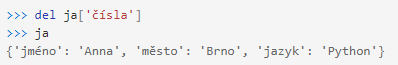 >>> del ja['čísla']
>>> ja
{'jméno': 'Anna', 'město': 'Brno', 'jazyk': 'Python'}